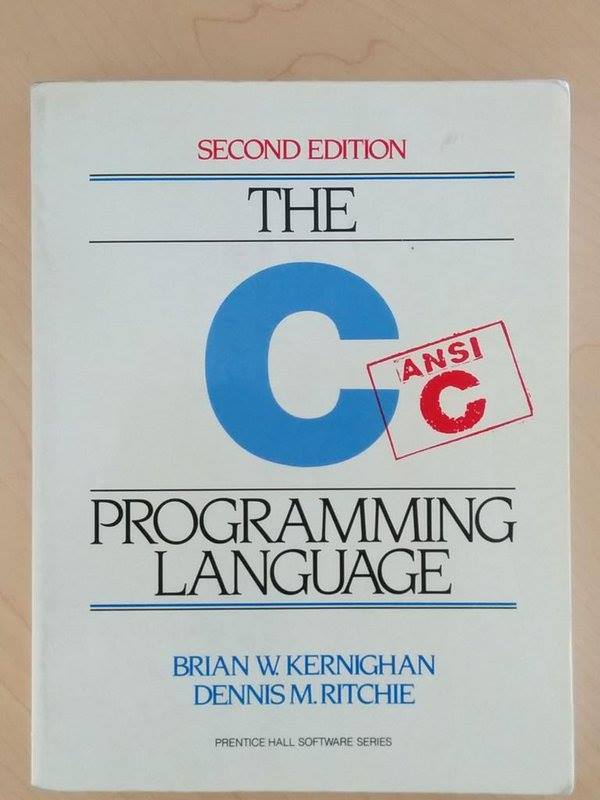 SECOND EDITION
THE
C
ANSI
C
PROGRAMMING
LANGUAGE
BRIAN W. KERNIGHAN
DENNIS M. RITCHIE
PRENTICE HALL SOFTWARE SERIES